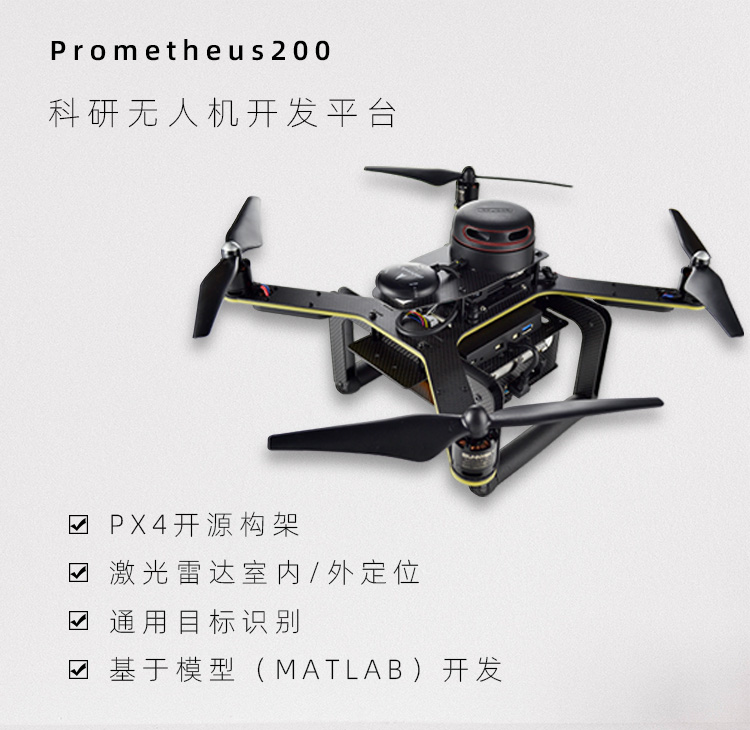 Prometheus200
科研无人机开发平台
PX4开源构架
激光雷达室内/外定位
通用目标识别
基于模型（MATLAB）开发